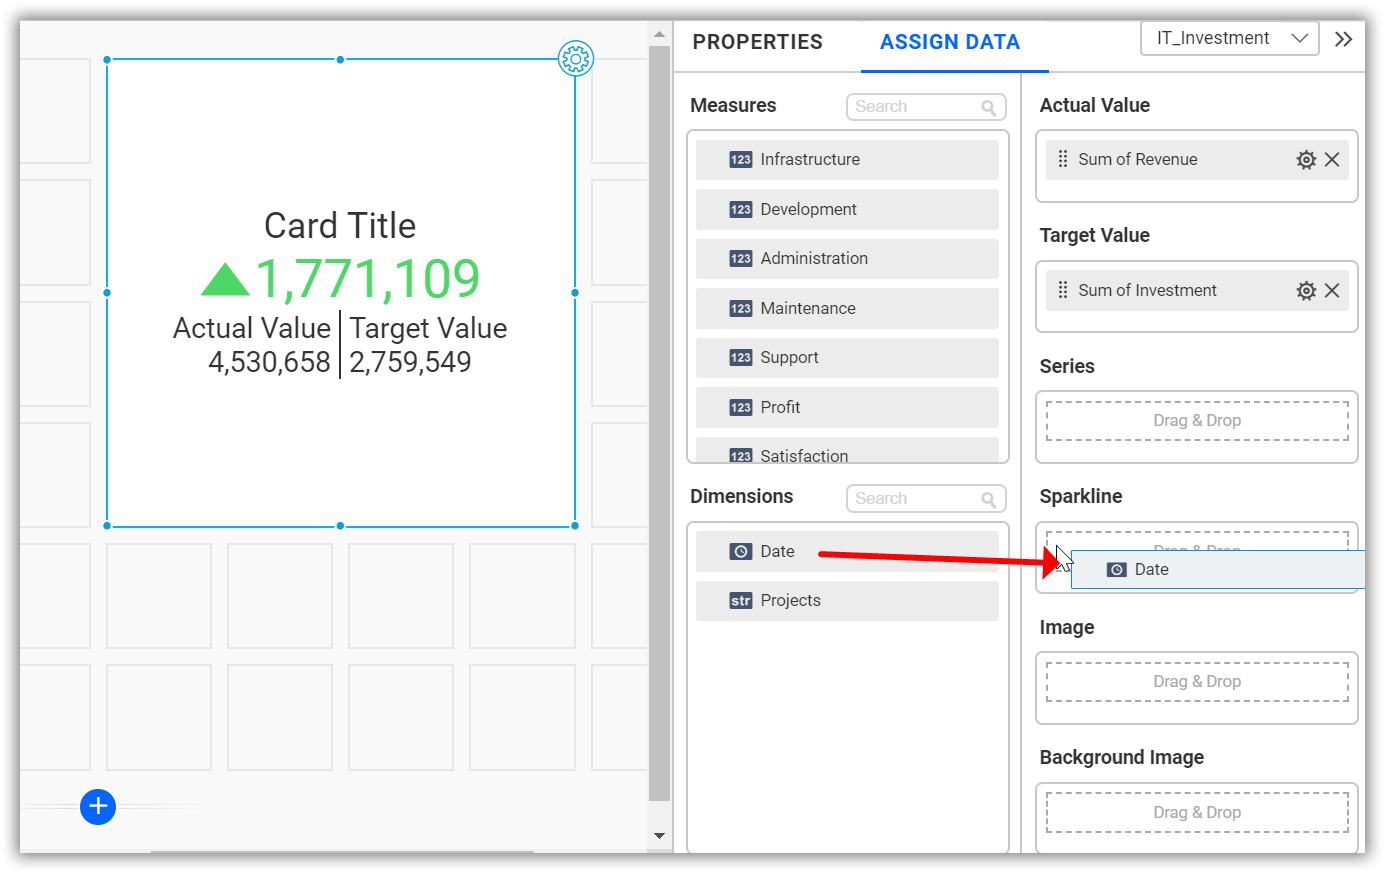 PROPERTIES
ASSIGN DATA
IT_Investment
Card Title
1,771,109
Actual Value
Target Value
4,530,658
2,759,549
Measures
Search
123 Infrastructure
123 Development
123 Administration
123 Maintenance
123 Support
123 Profit
123 Satisfaction
Dimensions
Search
Date
str Projects
Actual Value
Sum of Revenue
Target Value
Sum of Investment
Series
Drag & Drop
Sparkline
Drag & Drop
Date
Image
Drag & Drop
Background Image
Drag & Drop